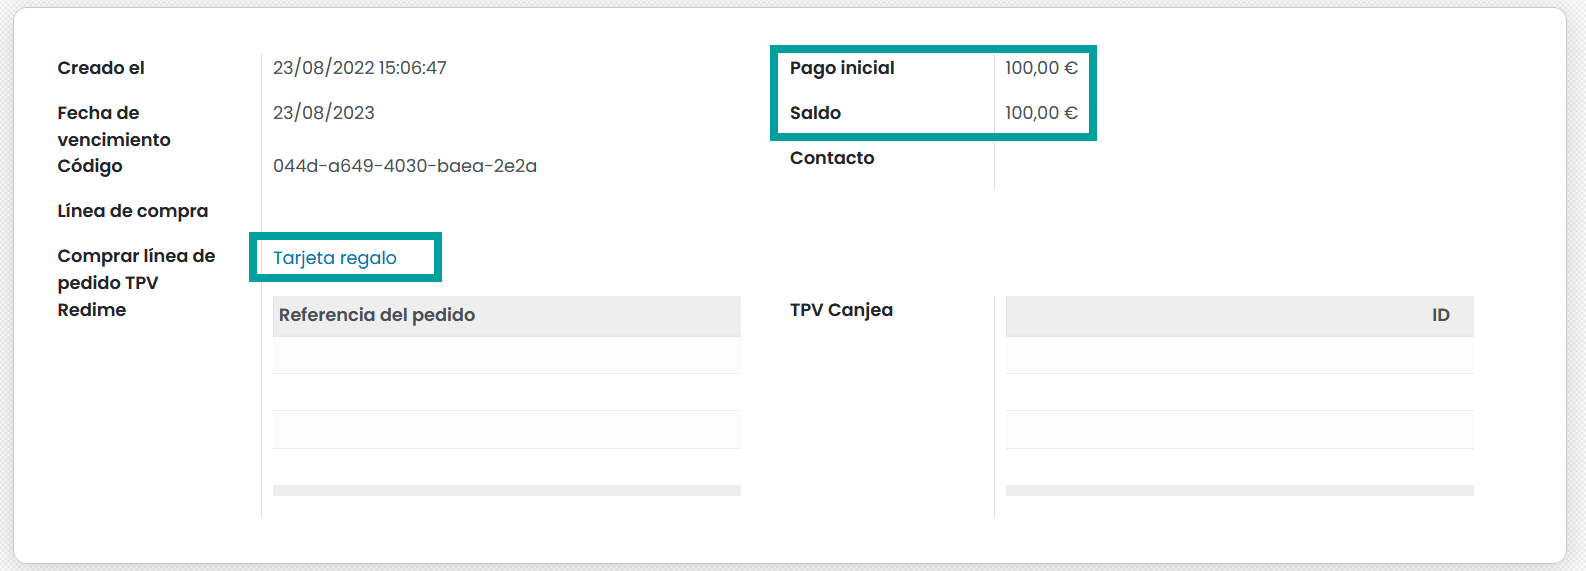 Creado el 23/08/2022 15:06:47
Fecha de 23/08/2023
vencimiento
Código 044d-a649-4030-baea-2e2a
Línea de compra
Comprar línea de Tarjeta regalo
pedido TPV
Redime
Referencia del pedido
Pago inicial 100,00 €
Saldo 100,00 €
Contacto
TPV Canjea
ID